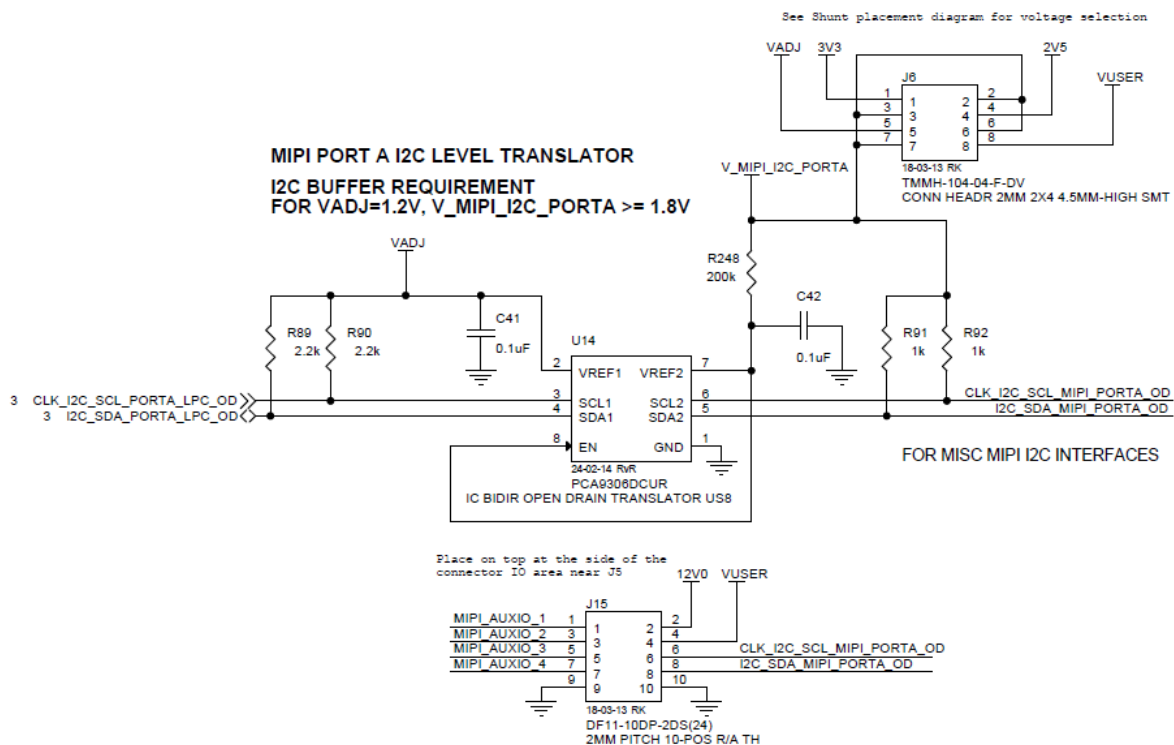 See Shunt placement diagram for voltage selection
VADJ 3V3 2V5
J6 VUSER
1 1 2 2
3 3 4 4
5 5 6 6
7 7 8 8
18-03-13 RK
TMMH-104-04-F-DV
CONN HEADR 2MM 2X4 4.5MM-HIGH SMT
MIPI PORT A I2C LEVEL TRANSLATOR
I2C BUFFER REQUIREMENT
FOR VADJ=1.2V, V_MIPI_I2C_PORTA >= 1.8V
V_MIPI_I2C_PORTA
VADJ
R248
200k
C42
0.1uF
R89
2.2k
R90
2.2k
C41
0.1uF
R91
1k
R92
1k
U14
2 VREF1 VREF2 7
3 CLK_I2C_SCL_PORTA_LPC_OD 3 SCL1 SCL2 6 CLK_I2C_SCL_MIPI_PORTA_OD
3 I2C_SDA_PORTA_LPC_OD 4 SDA1 SDA2 5 I2C_SDA_MIPI_PORTA_OD
8 EN GND 1
24-02-14 RvR
PCA9306DCUR
IC BIDIR OPEN DRAIN TRANSLATOR US8
FOR MISC MIPI I2C INTERFACES
Place on top at the side of the
connector IO area near J5
12V0 VUSER
J15
MIPI_AUXIO_1 1 1 2 2
MIPI_AUXIO_2 3 3 4 4
MIPI_AUXIO_3 5 5 6 6 CLK_I2C_SCL_MIPI_PORTA_OD
MIPI_AUXIO_4 7 7 8 8 I2C_SDA_MIPI_PORTA_OD
9 9 10 10
18-03-13 RK
DF11-10DP-2DS(24)
2MM PITCH 10-POS R/A TH